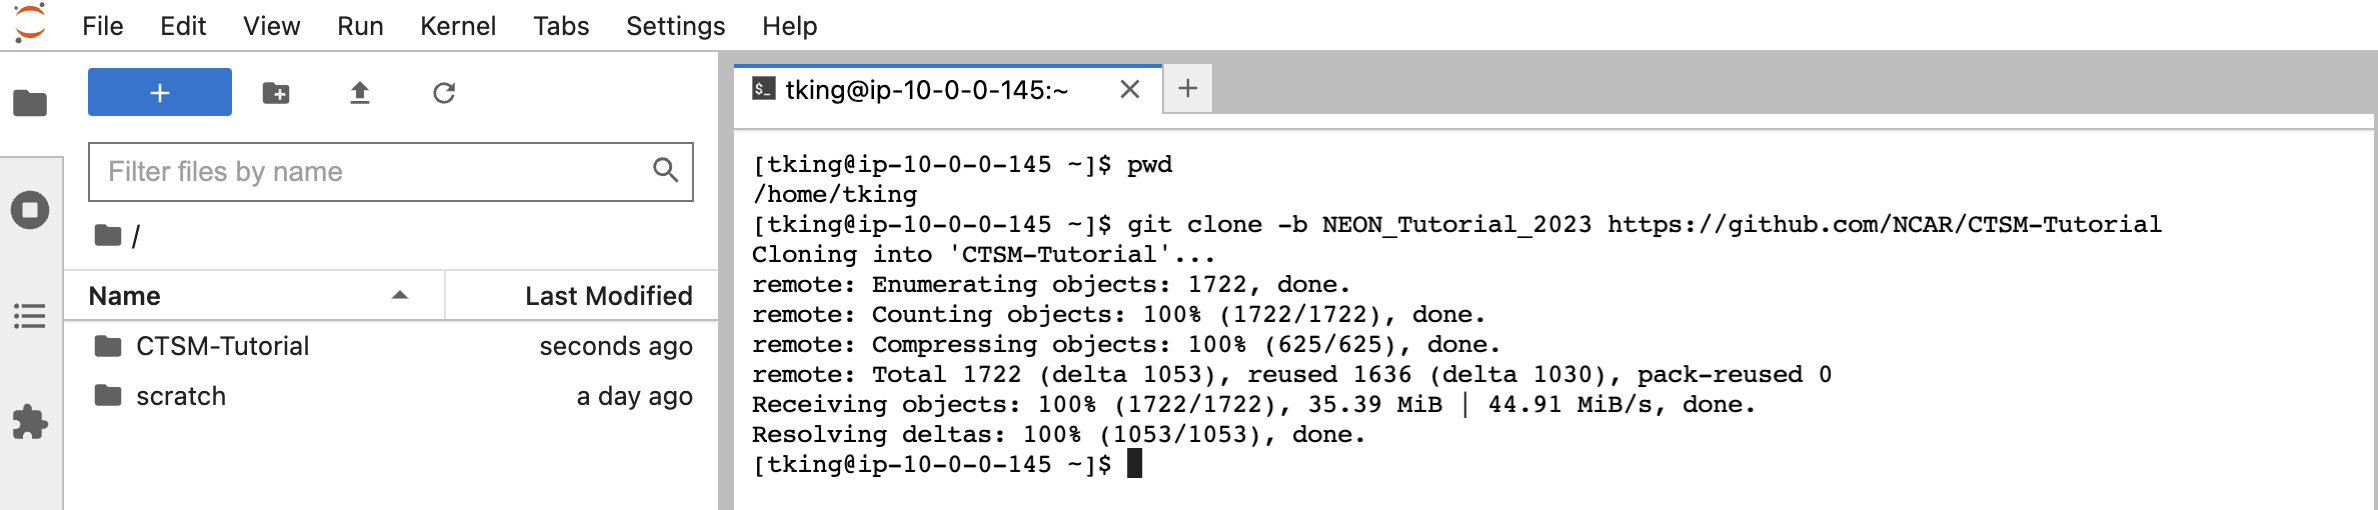 File Edit View Run Kernel Tabs Settings Help
+
Filter files by name
/
Name Last Modified
CTSM-Tutorial seconds ago
scratch a day ago
$_ tking@ip-10-0-0-145:~ × +
[tking@ip-10-0-0-145 ~]$ pwd
/home/tking
[tking@ip-10-0-0-145 ~]$ git clone -b NEON_Tutorial_2023 https://github.com/NCAR/CTSM-Tutorial
Cloning into 'CTSM-Tutorial'...
remote: Enumerating objects: 1722, done.
remote: Counting objects: 100% (1722/1722), done.
remote: Compressing objects: 100% (625/625), done.
remote: Total 1722 (delta 1053), reused 1636 (delta 1030), pack-reused 0
Receiving objects: 100% (1722/1722), 35.39 MiB | 44.91 MiB/s, done.
Resolving deltas: 100% (1053/1053), done.
[tking@ip-10-0-0-145 ~]$